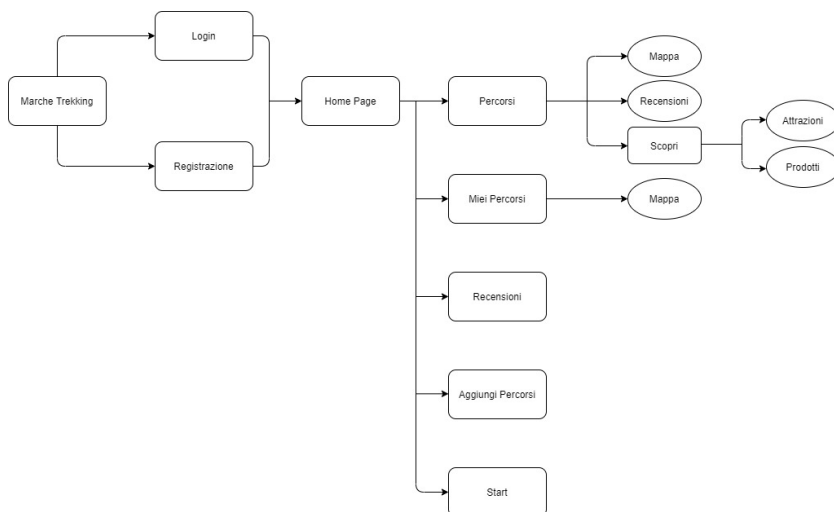 Login
Marche Trekking
Registrazione
Home Page
Percorsi
Mappa
Recensioni
Scopri
Attrazioni
Prodotti
Miei Percorsi
Mappa
Recensioni
Aggiungi Percorsi
Start